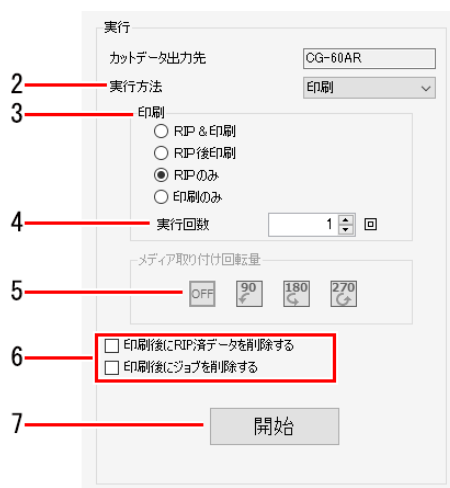 実行
カットデータ出力先 CG-60AR
2 実行方法 印刷
3 印刷
RIP & 印刷
RIP後印刷
RIPのみ
印刷のみ
4 実行回数 1 回
メディア取り付け回転量
5 OFF 90 180 270
印刷後にRIP済データを削除する
6
印刷後にジョブを削除する
7 開始